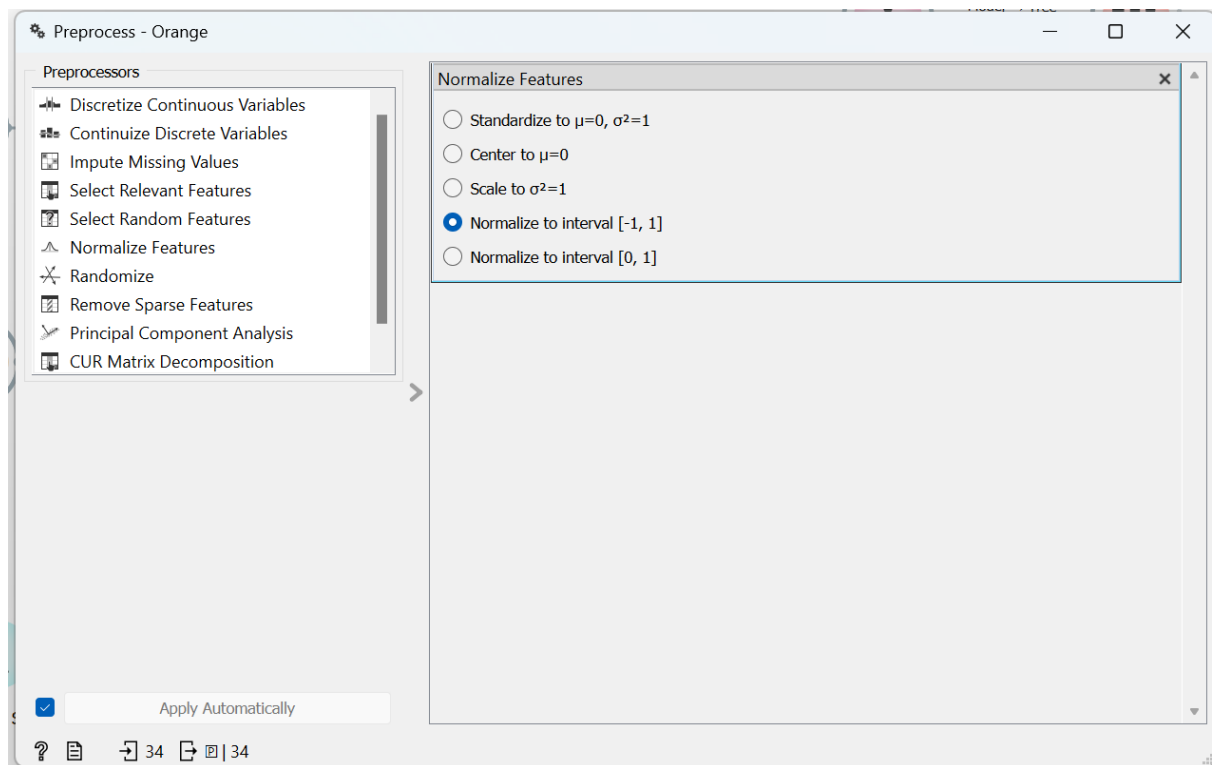 Preprocess - Orange
Preprocessors
Discretize Continuous Variables
Continuize Discrete Variables
Impute Missing Values
Select Relevant Features
Select Random Features
Normalize Features
Randomize
Remove Sparse Features
Principal Component Analysis
CUR Matrix Decomposition
Normalize Features
Standardize to μ=0, σ²=1
Center to μ=0
Scale to σ²=1
Normalize to interval [-1, 1]
Normalize to interval [0, 1]
Apply Automatically
34 P | 34